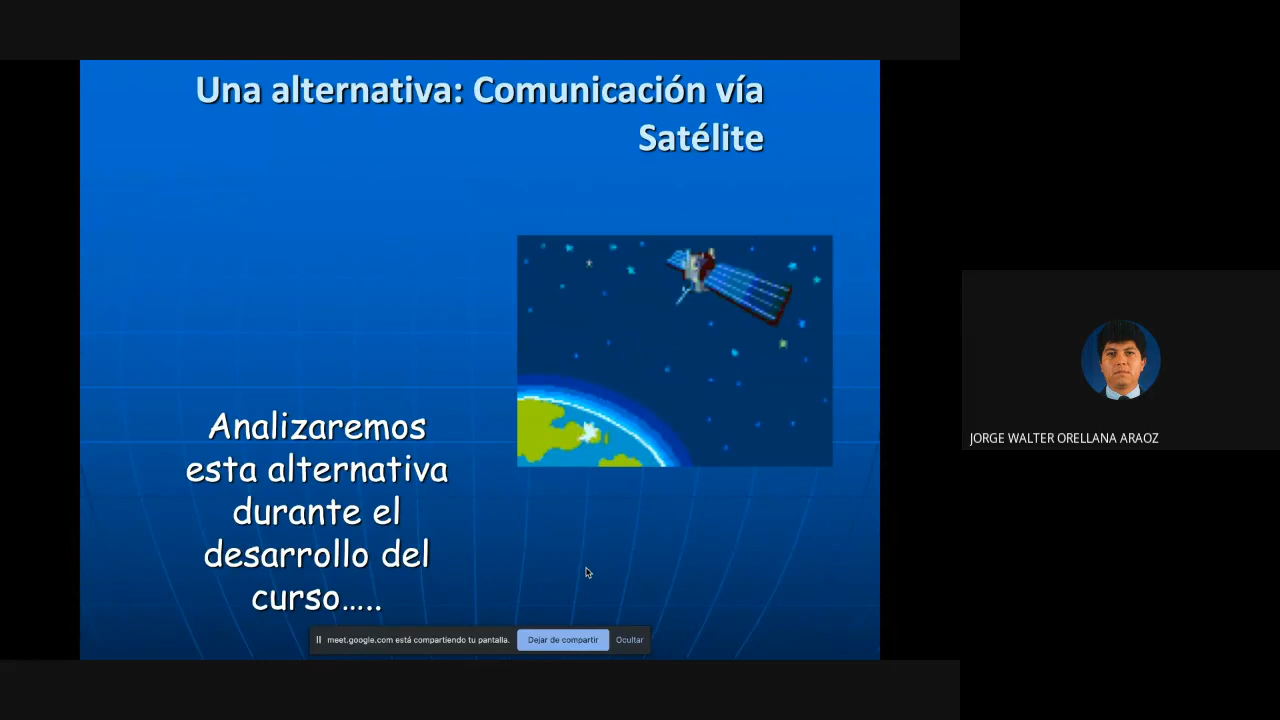 Una alternativa: Comunicación vía
Satélite
Analizaremos
esta alternativa
durante el
desarrollo del
curso…..
meet.google.com está compartiendo tu pantalla.
Dejar de compartir
Ocultar
JORGE WALTER ORELLANA ARAOZ